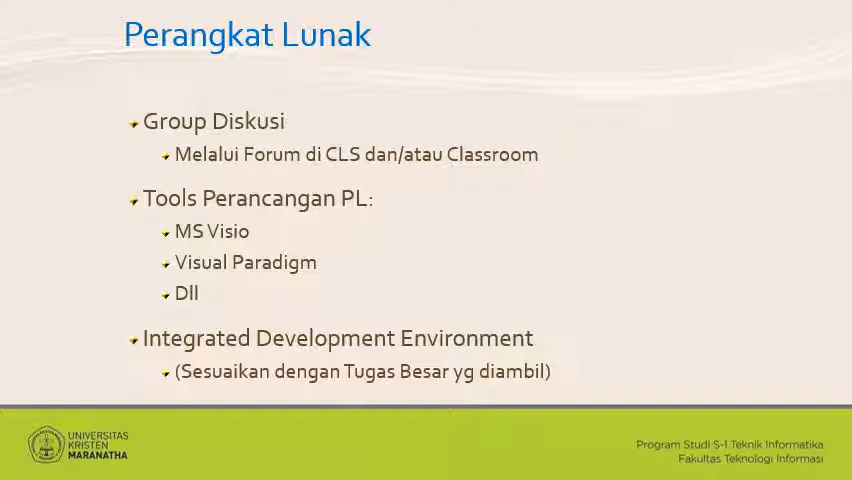 Perangkat Lunak
Group Diskusi
Melalui Forum di CLS dan/atau Classroom
Tools Perancangan PL:
MS Visio
Visual Paradigm
Dll
Integrated Development Environment
(Sesuaikan dengan Tugas Besar yg diambil)
UNIVERSITAS
KRISTEN
MARANATHA
Program Studi S-1 Teknik Informatika
Fakultas Teknologi Informasi